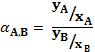 α_A,B = (y_A/x_A)/(y_B/x_B)